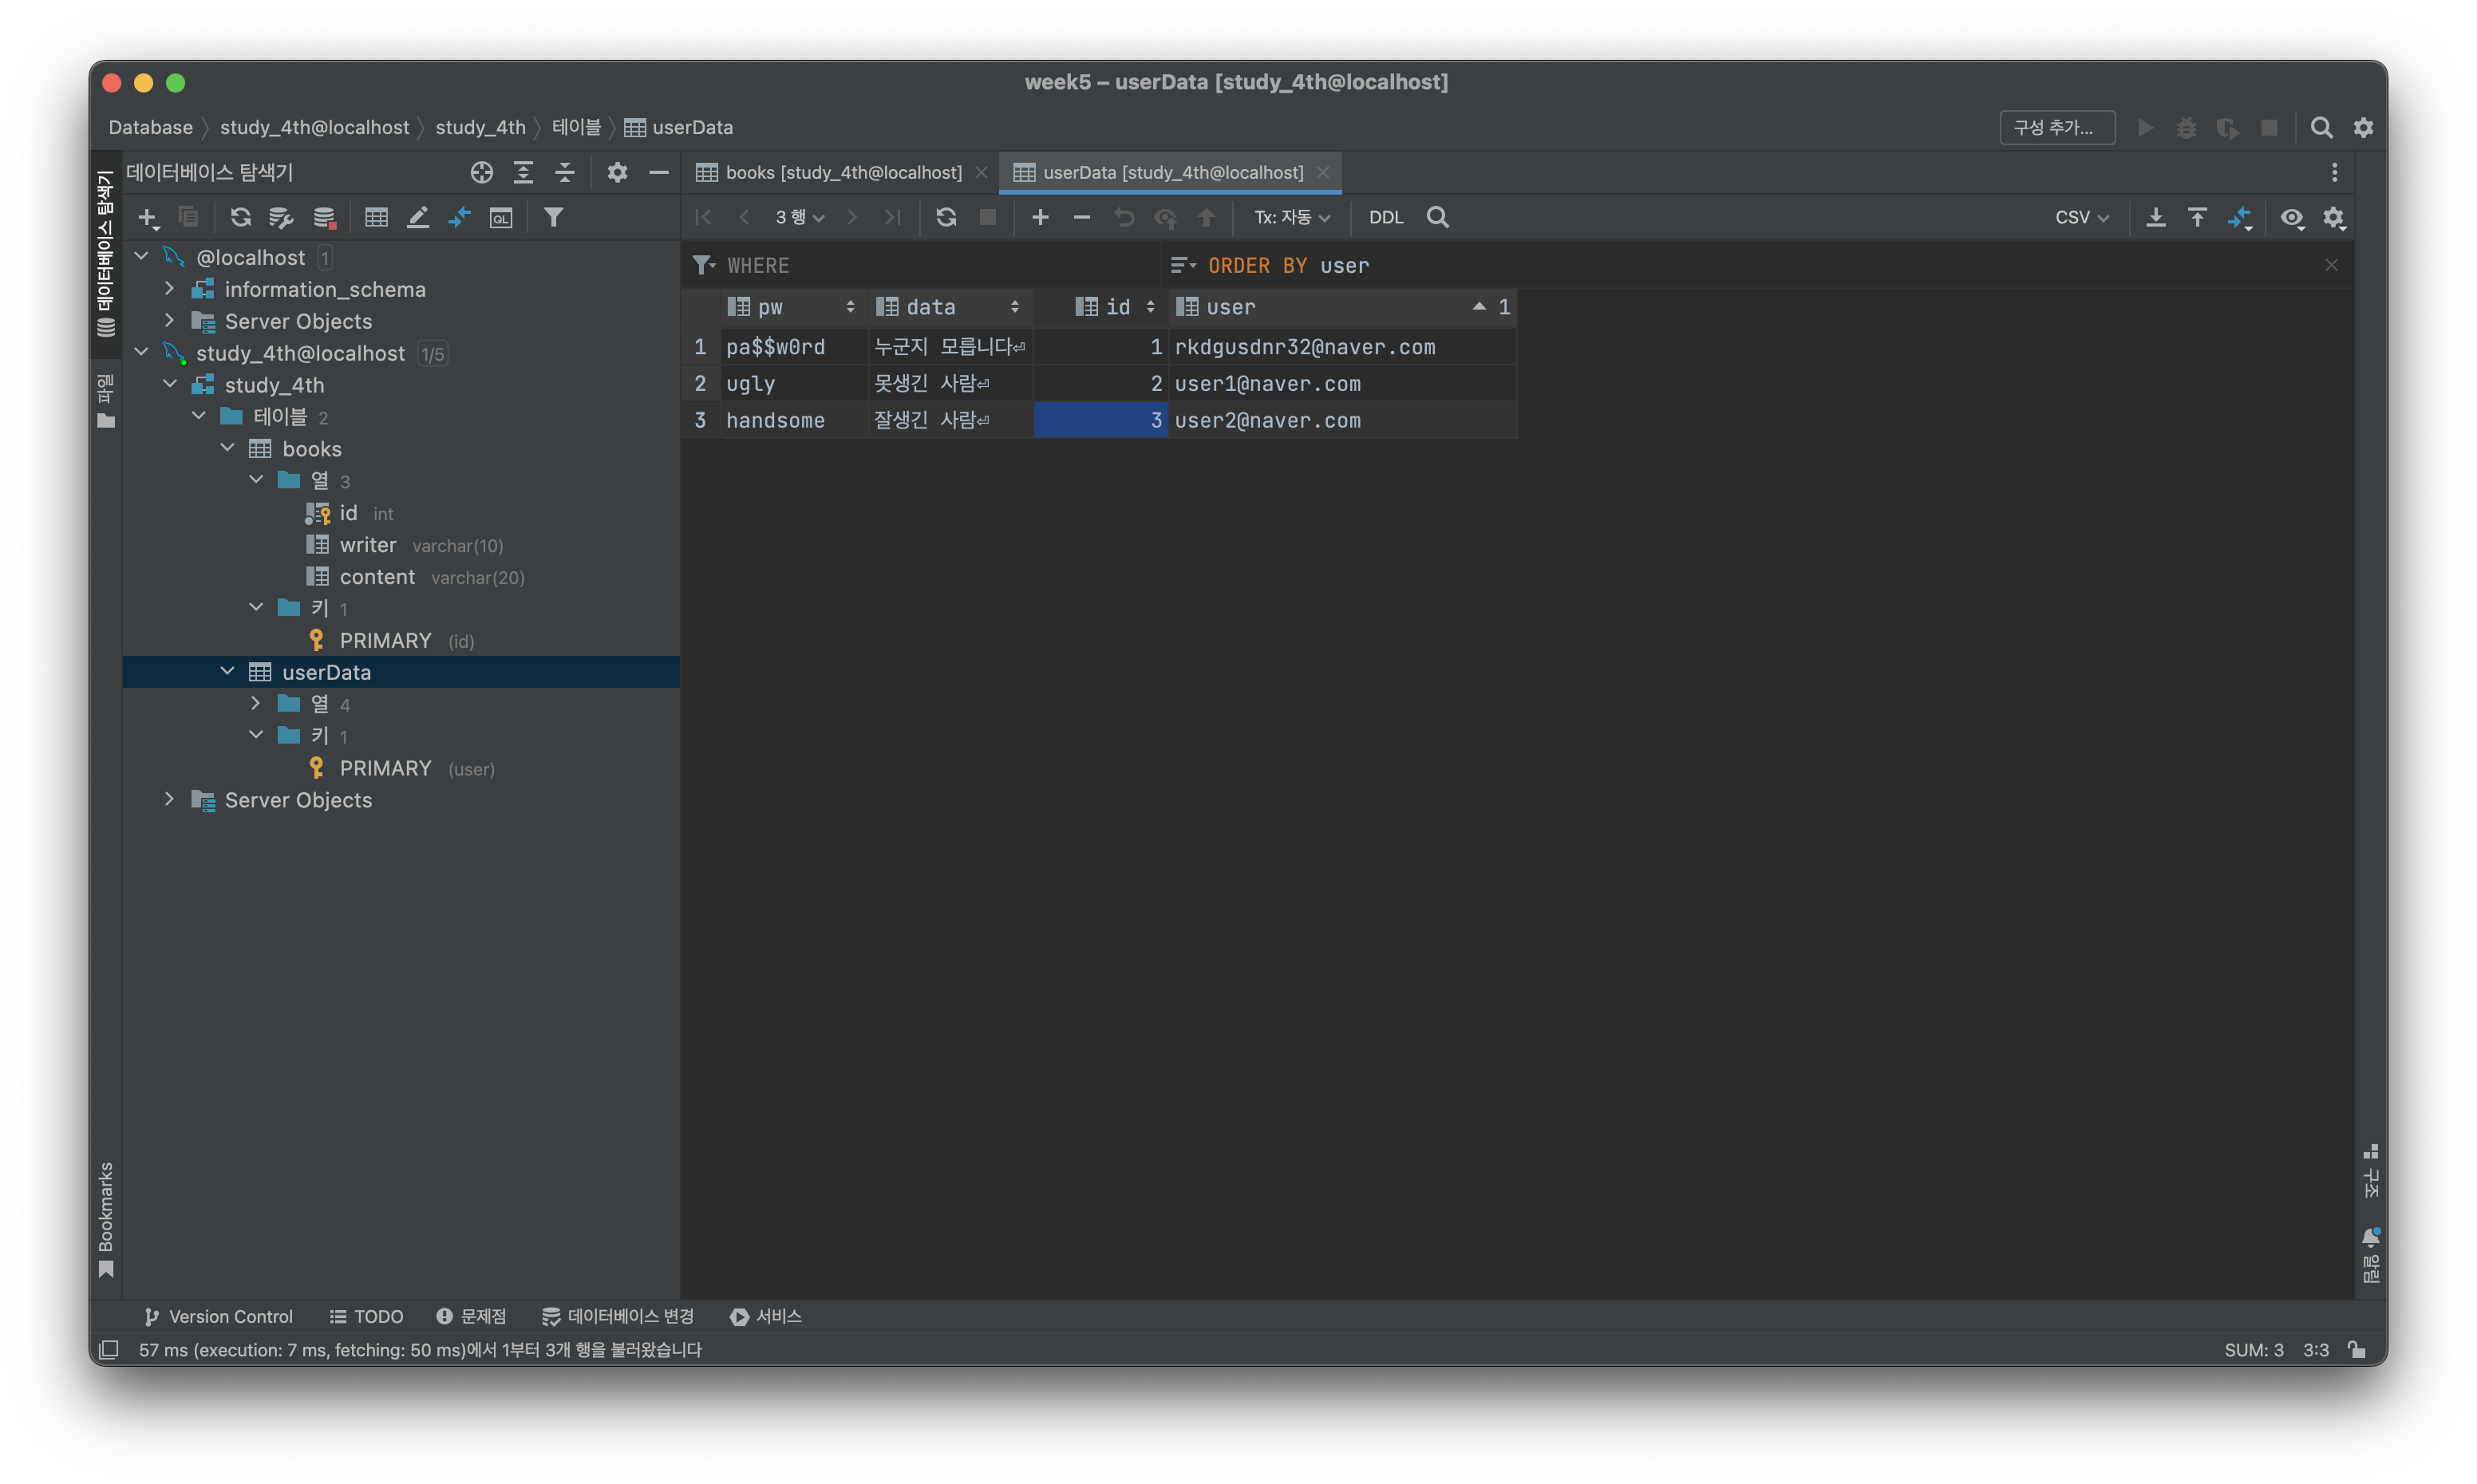 week5 – userData [study_4th@localhost]
Database study_4th@localhost study_4th 테이블 userData
구성 추가...
데이터베이스 탐색기
파일
Bookmarks
데이터베이스 탐색기
@localhost 1
information_schema
Server Objects
study_4th@localhost 1/5
study_4th
테이블 2
books
열 3
id int
writer varchar(10)
content varchar(20)
키 1
PRIMARY (id)
userData
열 4
키 1
PRIMARY (user)
Server Objects
books [study_4th@localhost] userData [study_4th@localhost]
3 행 Tx: 자동 DDL CSV
WHERE ORDER BY user
pw data id user 1
1 pa$$w0rd 누군지 모릅니다⏎ 1 rkdgusdnr32@naver.com
2 ugly 못생긴 사람⏎ 2 user1@naver.com
3 handsome 잘생긴 사람⏎ 3 user2@naver.com
구조
알림
Version Control TODO 문제점 데이터베이스 변경 서비스
57 ms (execution: 7 ms, fetching: 50 ms)에서 1부터 3개 행을 불러왔습니다
SUM: 3 3:3